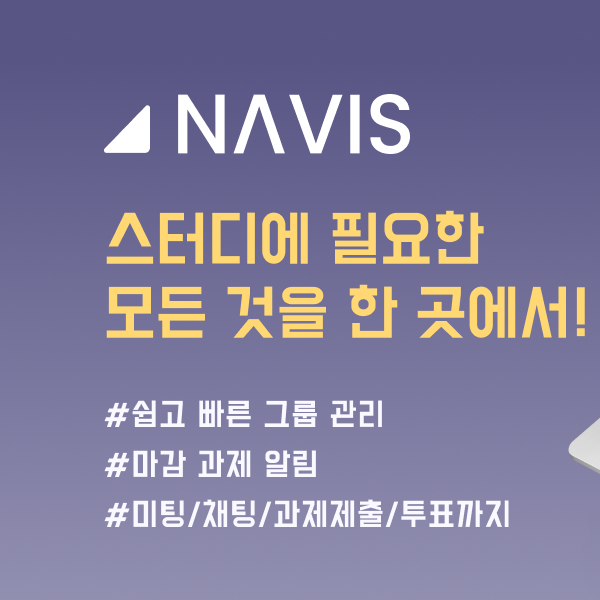 NAVIS
스터디에 필요한
모든 것을 한 곳에서!
#쉽고 빠른 그룹 관리
#마감 과제 알림
#미팅/채팅/과제제출/투표까지